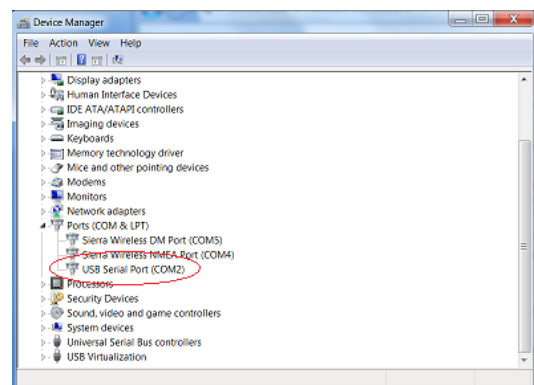 Device Manager
File Action View Help
Display adapters
Human Interface Devices
IDE ATA/ATAPI controllers
Imaging devices
Keyboards
Memory technology driver
Mice and other pointing devices
Modems
Monitors
Network adapters
Ports (COM & LPT)
Sierra Wireless DM Port (COM5)
Sierra Wireless NMEA Port (COM4)
USB Serial Port (COM2)
Processors
Security Devices
Sound, video and game controllers
System devices
Universal Serial Bus controllers
USB Virtualization